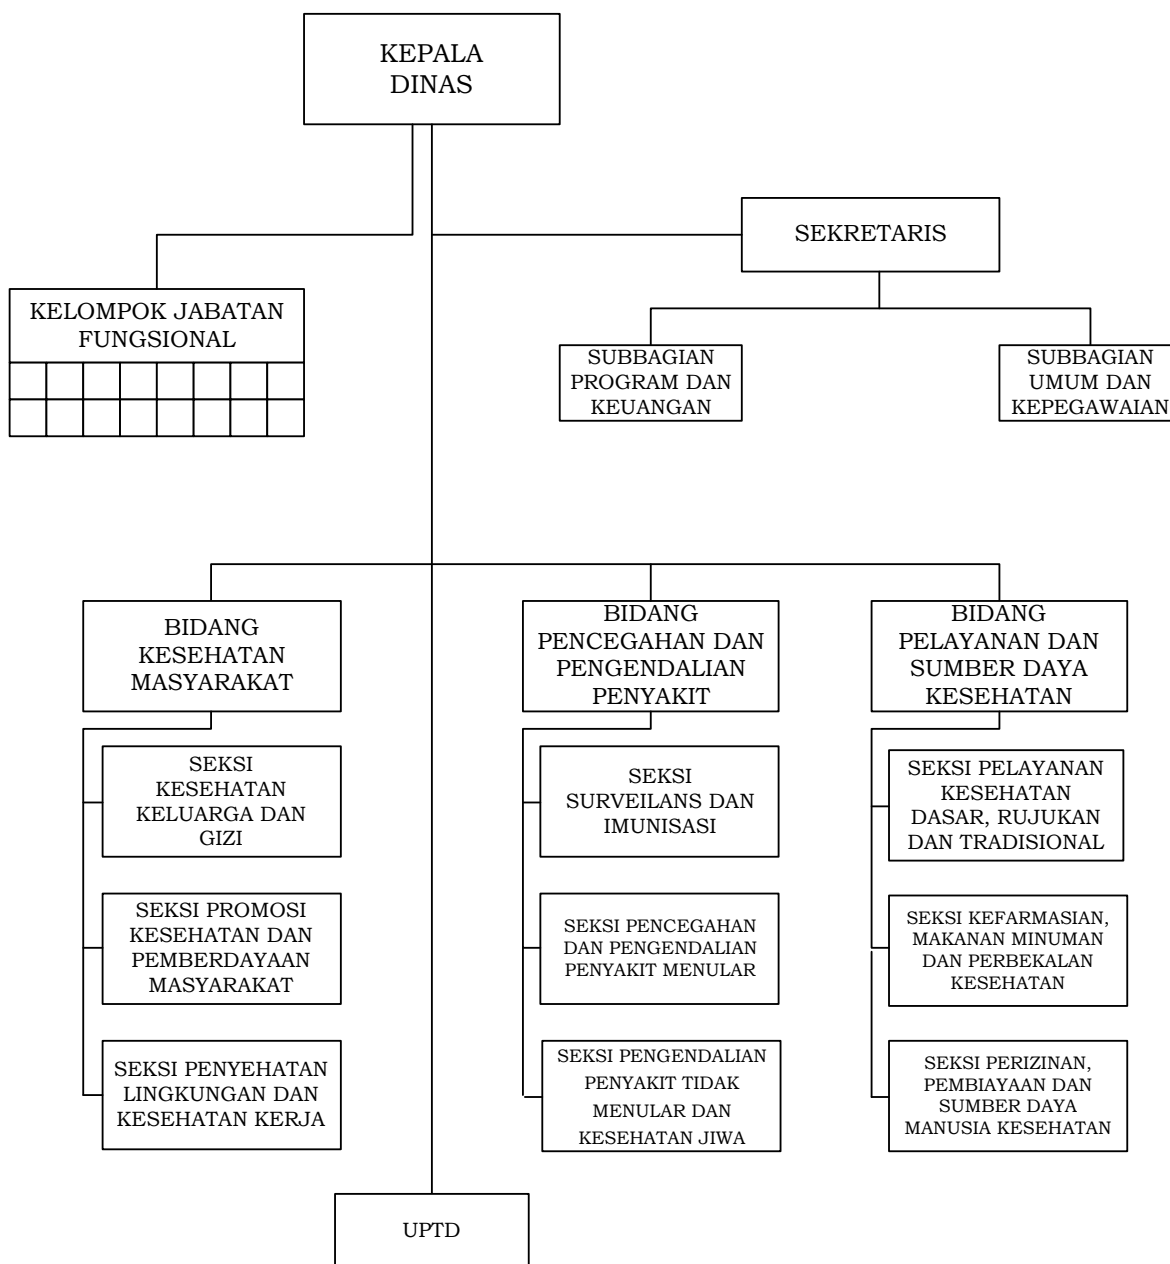 KEPALA
DINAS
SEKRETARIS
KELOMPOK JABATAN
FUNGSIONAL
SUBBAGIAN
PROGRAM DAN
KEUANGAN
SUBBAGIAN
UMUM DAN
KEPEGAWAIAN
BIDANG
KESEHATAN
MASYARAKAT
BIDANG
PENCEGAHAN DAN
PENGENDALIAN
PENYAKIT
BIDANG
PELAYANAN DAN
SUMBER DAYA
KESEHATAN
SEKSI
KESEHATAN
KELUARGA DAN
GIZI
SEKSI
SURVEILANS DAN
IMUNISASI
SEKSI PELAYANAN
KESEHATAN
DASAR, RUJUKAN
DAN TRADISIONAL
SEKSI PROMOSI
KESEHATAN DAN
PEMBERDAYAAN
MASYARAKAT
SEKSI PENCEGAHAN
DAN PENGENDALIAN
PENYAKIT MENULAR
SEKSI KEFARMASIAN,
MAKANAN MINUMAN
DAN PERBEKALAN
KESEHATAN
SEKSI PENYEHATAN
LINGKUNGAN DAN
KESEHATAN KERJA
SEKSI PENGENDALIAN
PENYAKIT TIDAK
MENULAR DAN
KESEHATAN JIWA
SEKSI PERIZINAN,
PEMBIAYAAN DAN
SUMBER DAYA
MANUSIA KESEHATAN
UPTD